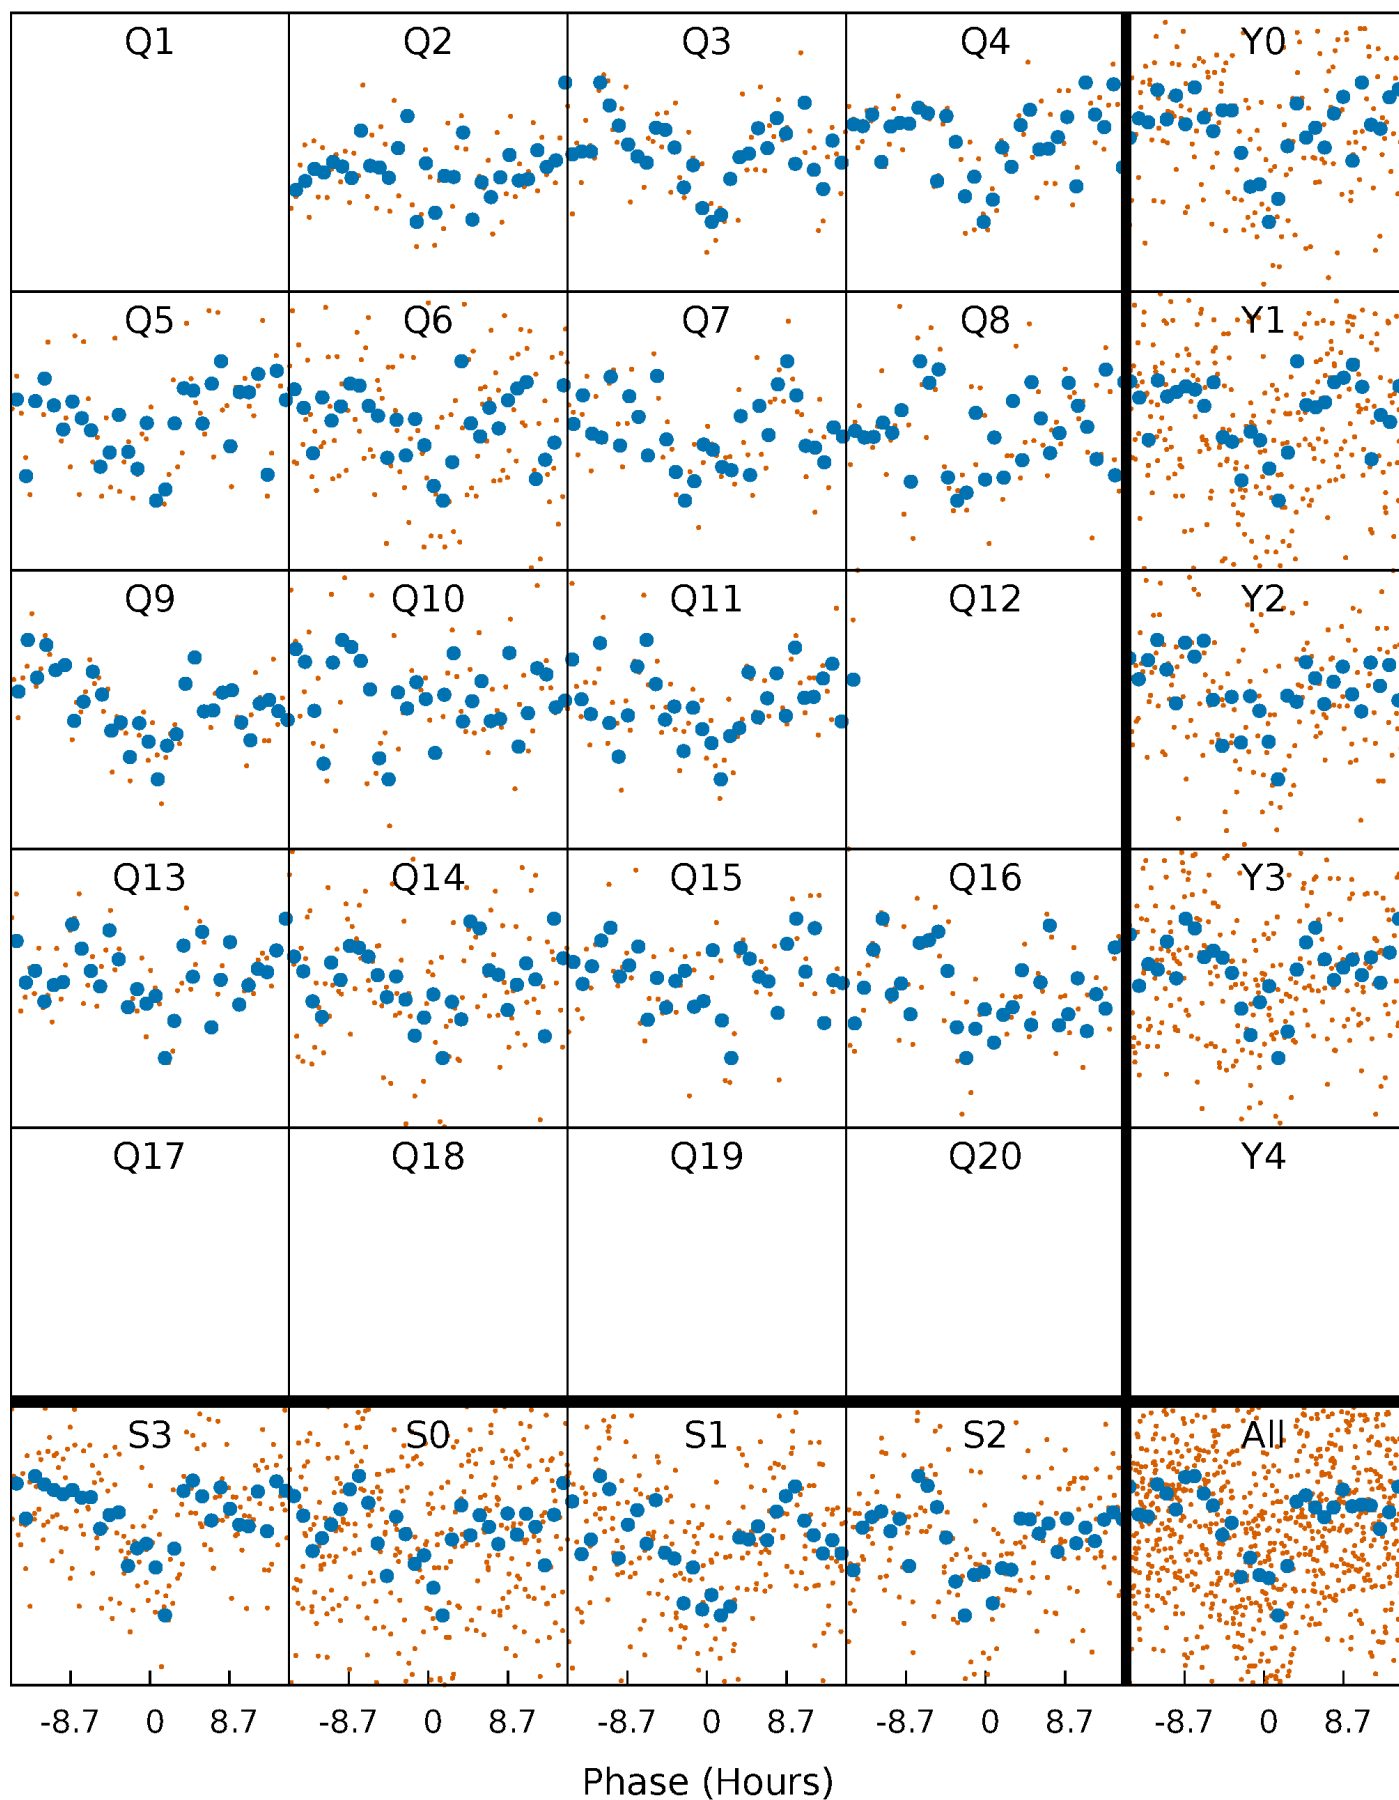 Q1 Q2 Q3 Q4 Y0
Q5 Q6 Q7 Q8 Y1
Q9 Q10 Q11 Q12 Y2
Q13 Q14 Q15 Q16 Y3
Q17 Q18 Q19 Q20 Y4
S3 S0 S1 S2 All
-8.7 0 8.7 -8.7 0 8.7 -8.7 0 8.7 -8.7 0 8.7 -8.7 0 8.7
Phase (Hours)